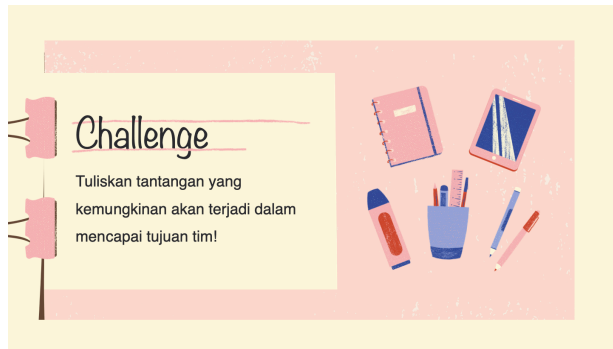 Challenge
Tuliskan tantangan yang
kemungkinan akan terjadi dalam
mencapai tujuan tim!